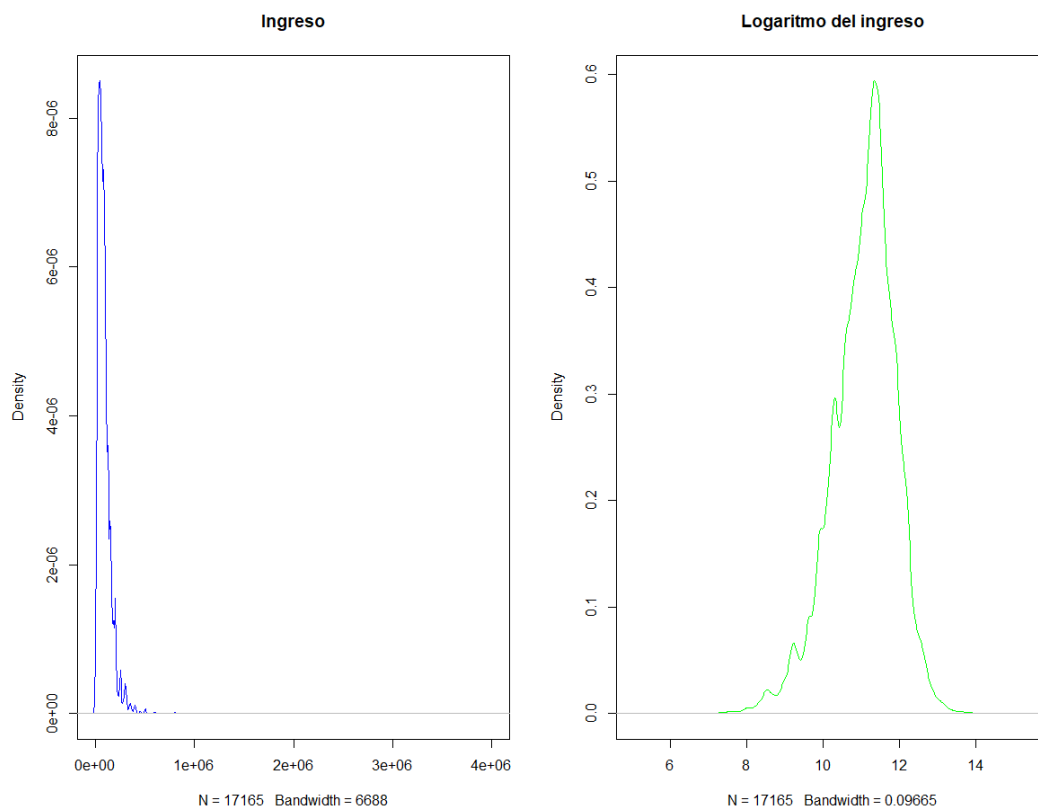 Ingreso
Density
0e+00 2e-06 4e-06 6e-06 8e-06
0e+00 1e+06 2e+06 3e+06 4e+06
N = 17165 Bandwidth = 6688
Logaritmo del ingreso
Density
0.0 0.1 0.2 0.3 0.4 0.5 0.6
6 8 10 12 14
N = 17165 Bandwidth = 0.09665